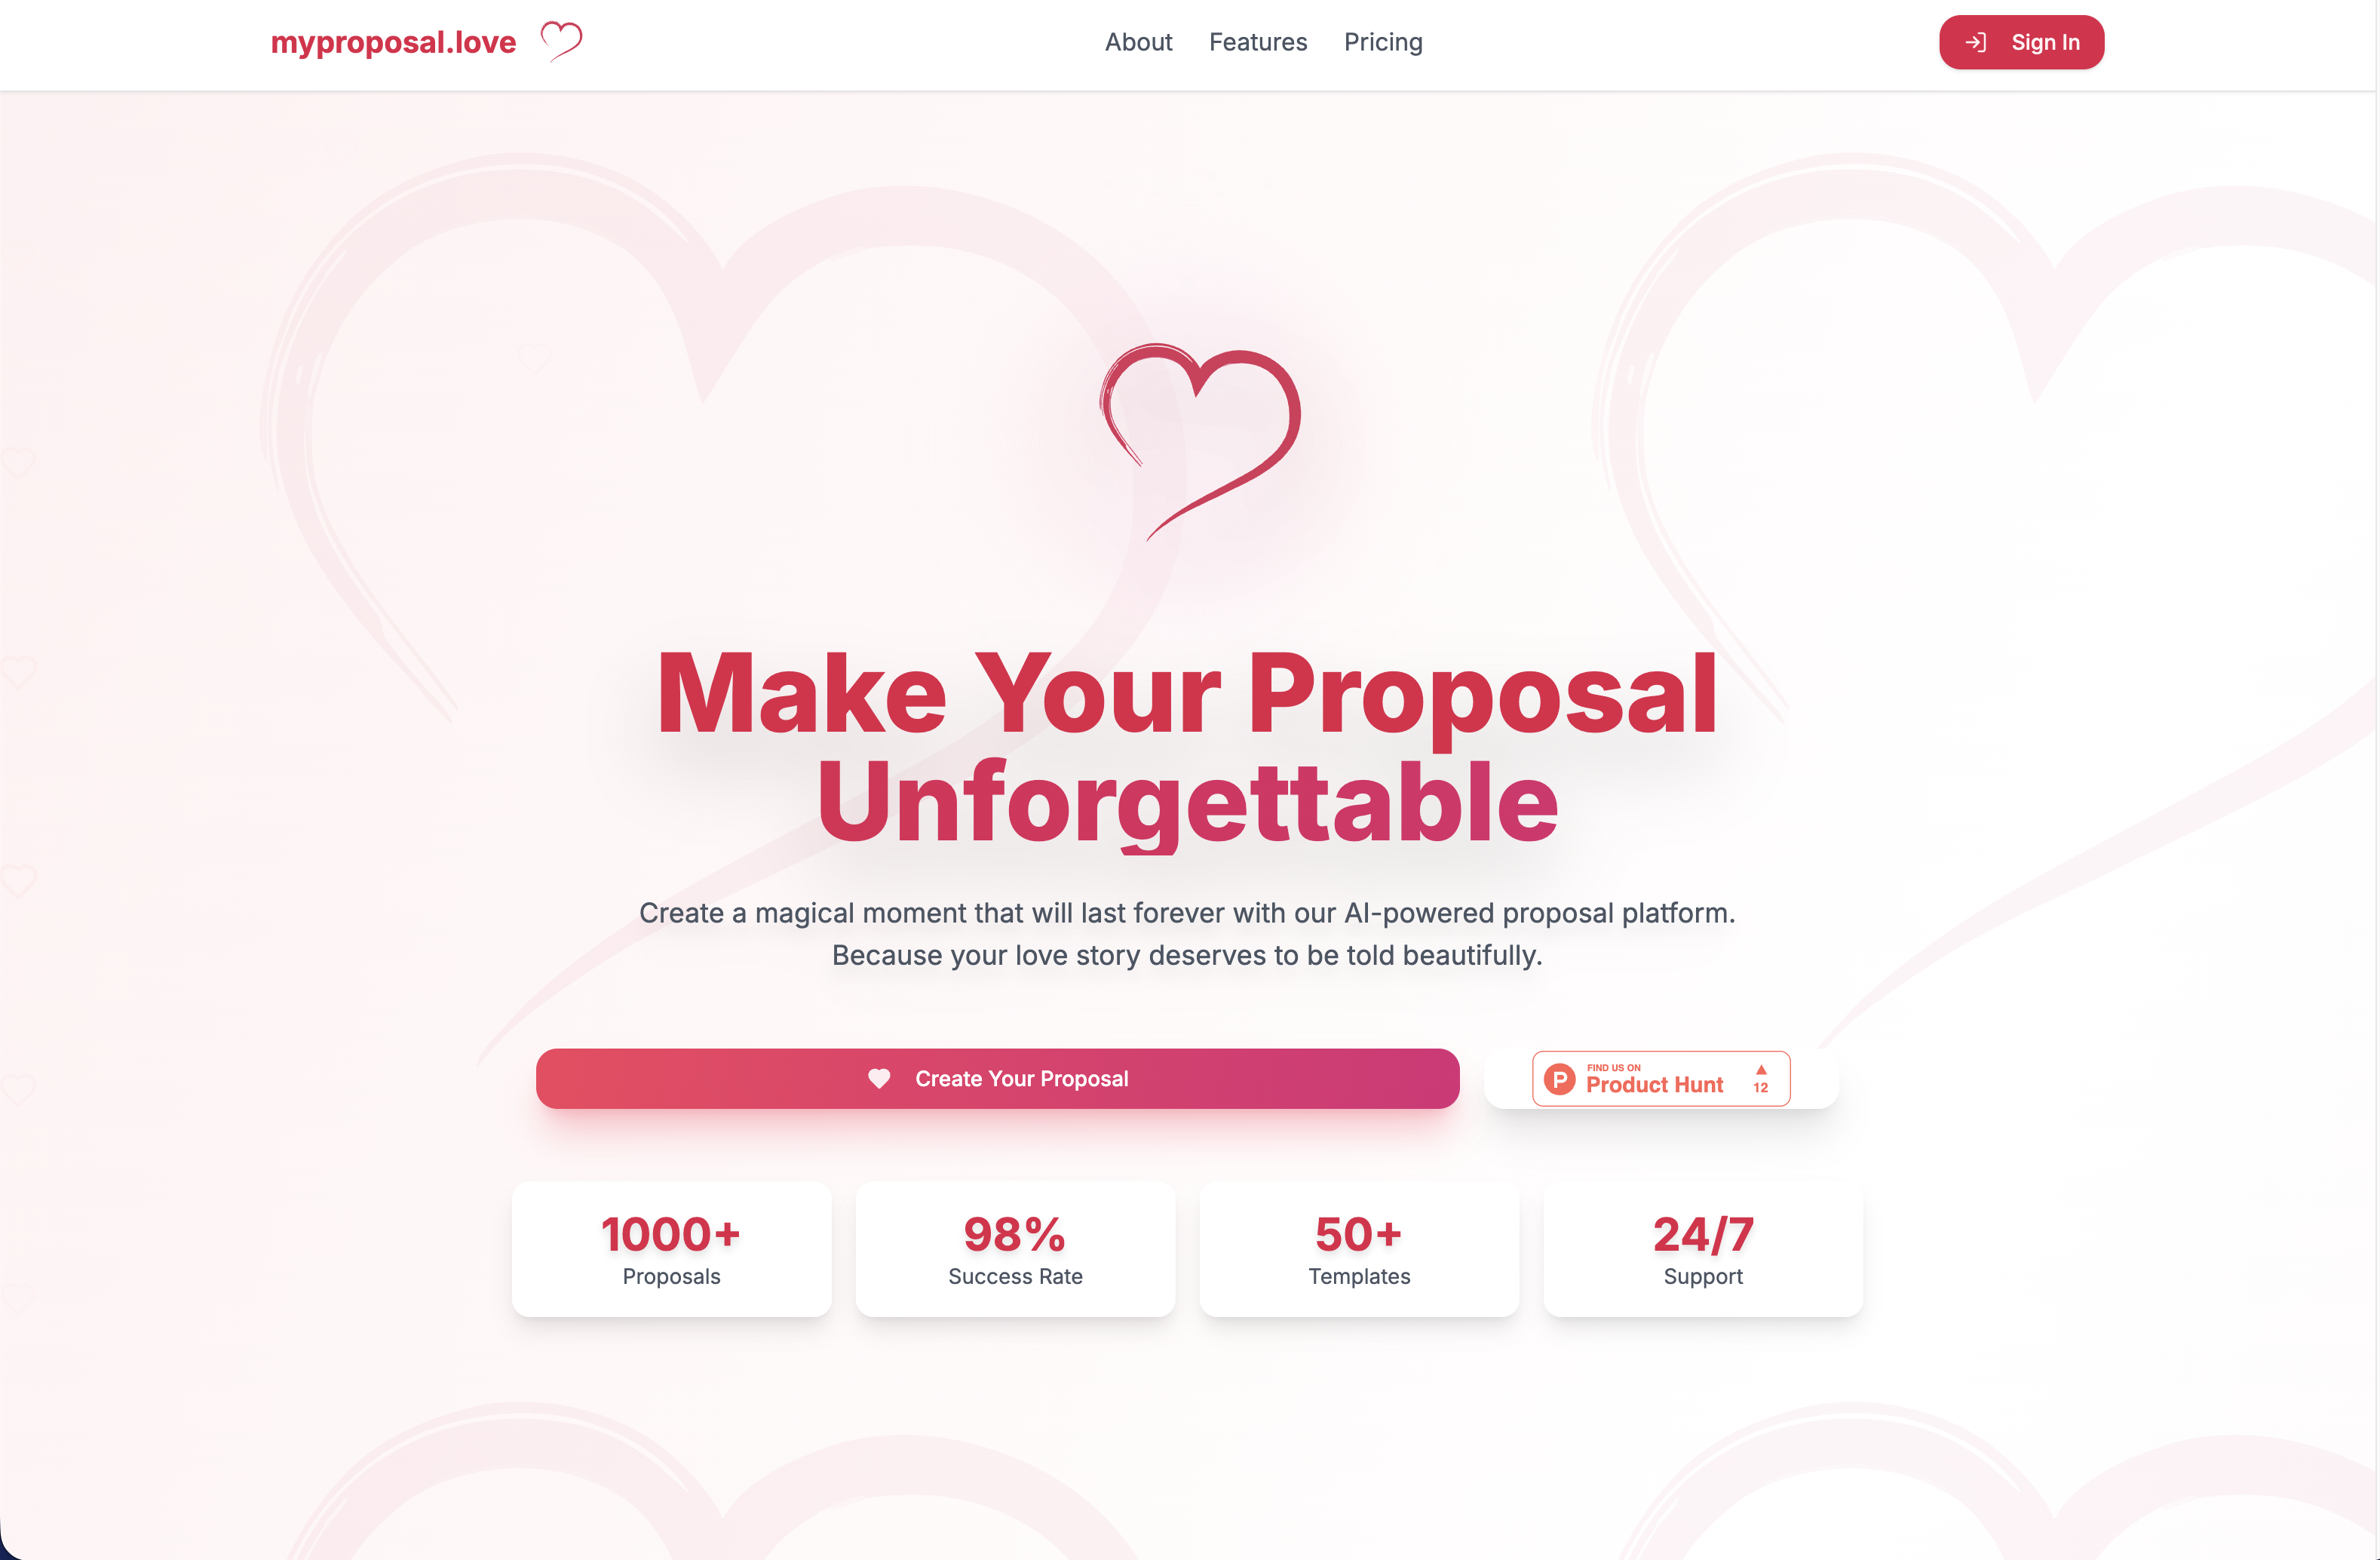 myproposal.love
About Features Pricing
Sign In
Make Your Proposal
Unforgettable
Create a magical moment that will last forever with our AI-powered proposal platform.
Because your love story deserves to be told beautifully.
Create Your Proposal
P
FIND US ON
Product Hunt
12
1000+
Proposals
98%
Success Rate
50+
Templates
24/7
Support